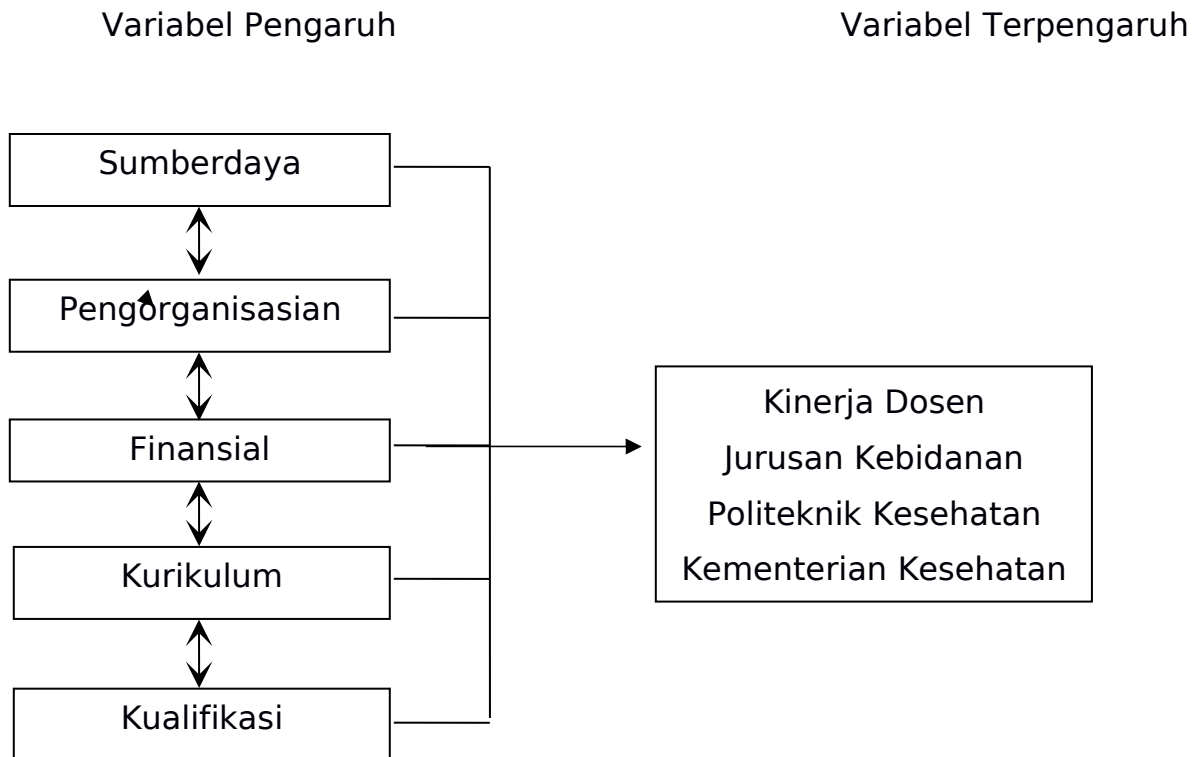 Variabel Pengaruh
Variabel Terpengaruh
Sumberdaya
Pengorganisasian
Finansial
Kurikulum
Kualifikasi
Kinerja Dosen
Jurusan Kebidanan
Politeknik Kesehatan
Kementerian Kesehatan